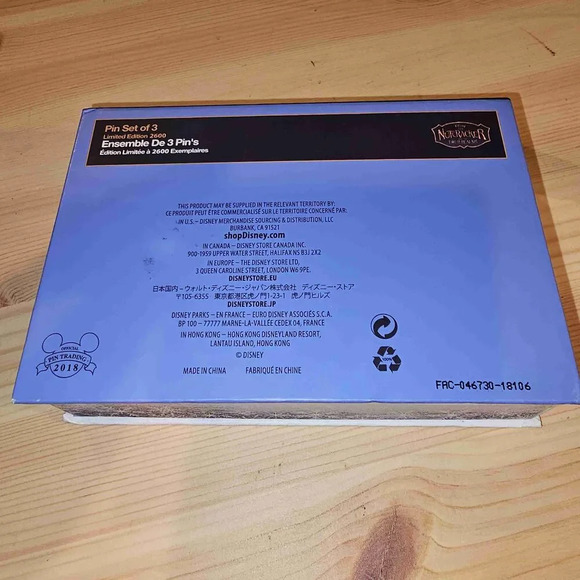 Pin Set of 3
Limited Edition 2600
Ensemble De 3 Pin's
Édition Limitée à 2600 Exemplaires
DISNEY
NUTCRACKER
FOUR REALMS
THIS PRODUCT MAY BE SUPPLIED IN THE RELEVANT TERRITORY BY:
CE PRODUIT PEUT ÊTRE COMMERCIALISÉ SUR LE TERRITOIRE CONCERNÉ PAR:
IN U.S. – DISNEY MERCHANDISE SOURCING & DISTRIBUTION, LLC
BURBANK, CA 91521
shopDisney.com
IN CANADA – DISNEY STORE CANADA INC.
900-1959 UPPER WATER STREET, HALIFAX NS B3J 2X2
IN EUROPE – THE DISNEY STORE LTD,
3 QUEEN CAROLINE STREET, LONDON W6 9PE.
DISNEYSTORE.EU
日本国内 – ウォルト・ディズニー・ジャパン株式会社 ディズニー・ストア
〒105-6355 東京都港区虎ノ門1-23-1 虎ノ門ヒルズ
DISNEYSTORE.JP
DISNEY PARKS – EN FRANCE – EURO DISNEY ASSOCIÉS S.C.A.
BP 100 – 77777 MARNE-LA-VALLÉE CEDEX 04, FRANCE
IN HONG KONG – HONG KONG DISNEYLAND RESORT,
LANTAU ISLAND, HONG KONG
© DISNEY
MADE IN CHINA FABRIQUÉ EN CHINE
OFFICIAL
PIN TRADING
2018
FAC-046730-18106